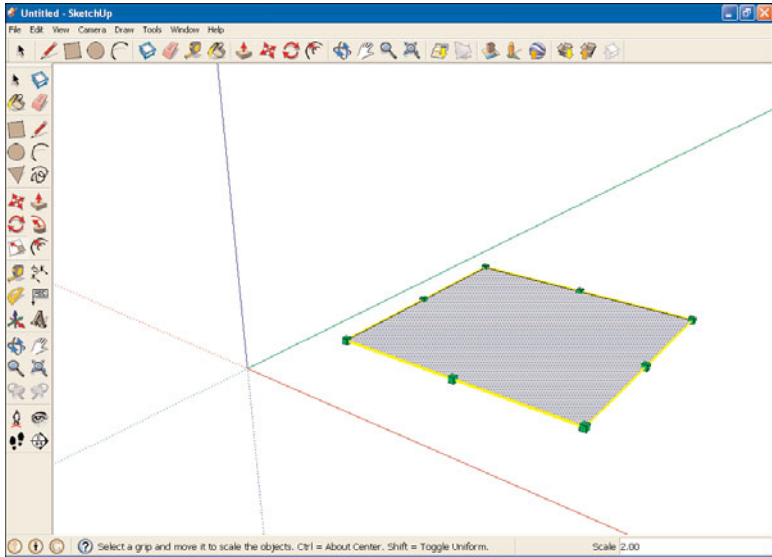 Untitled - SketchUp
File Edit View Camera Draw Tools Window Help
Select a grip and move it to scale the objects. Ctrl = About Center. Shift = Toggle Uniform.
Scale 2.00